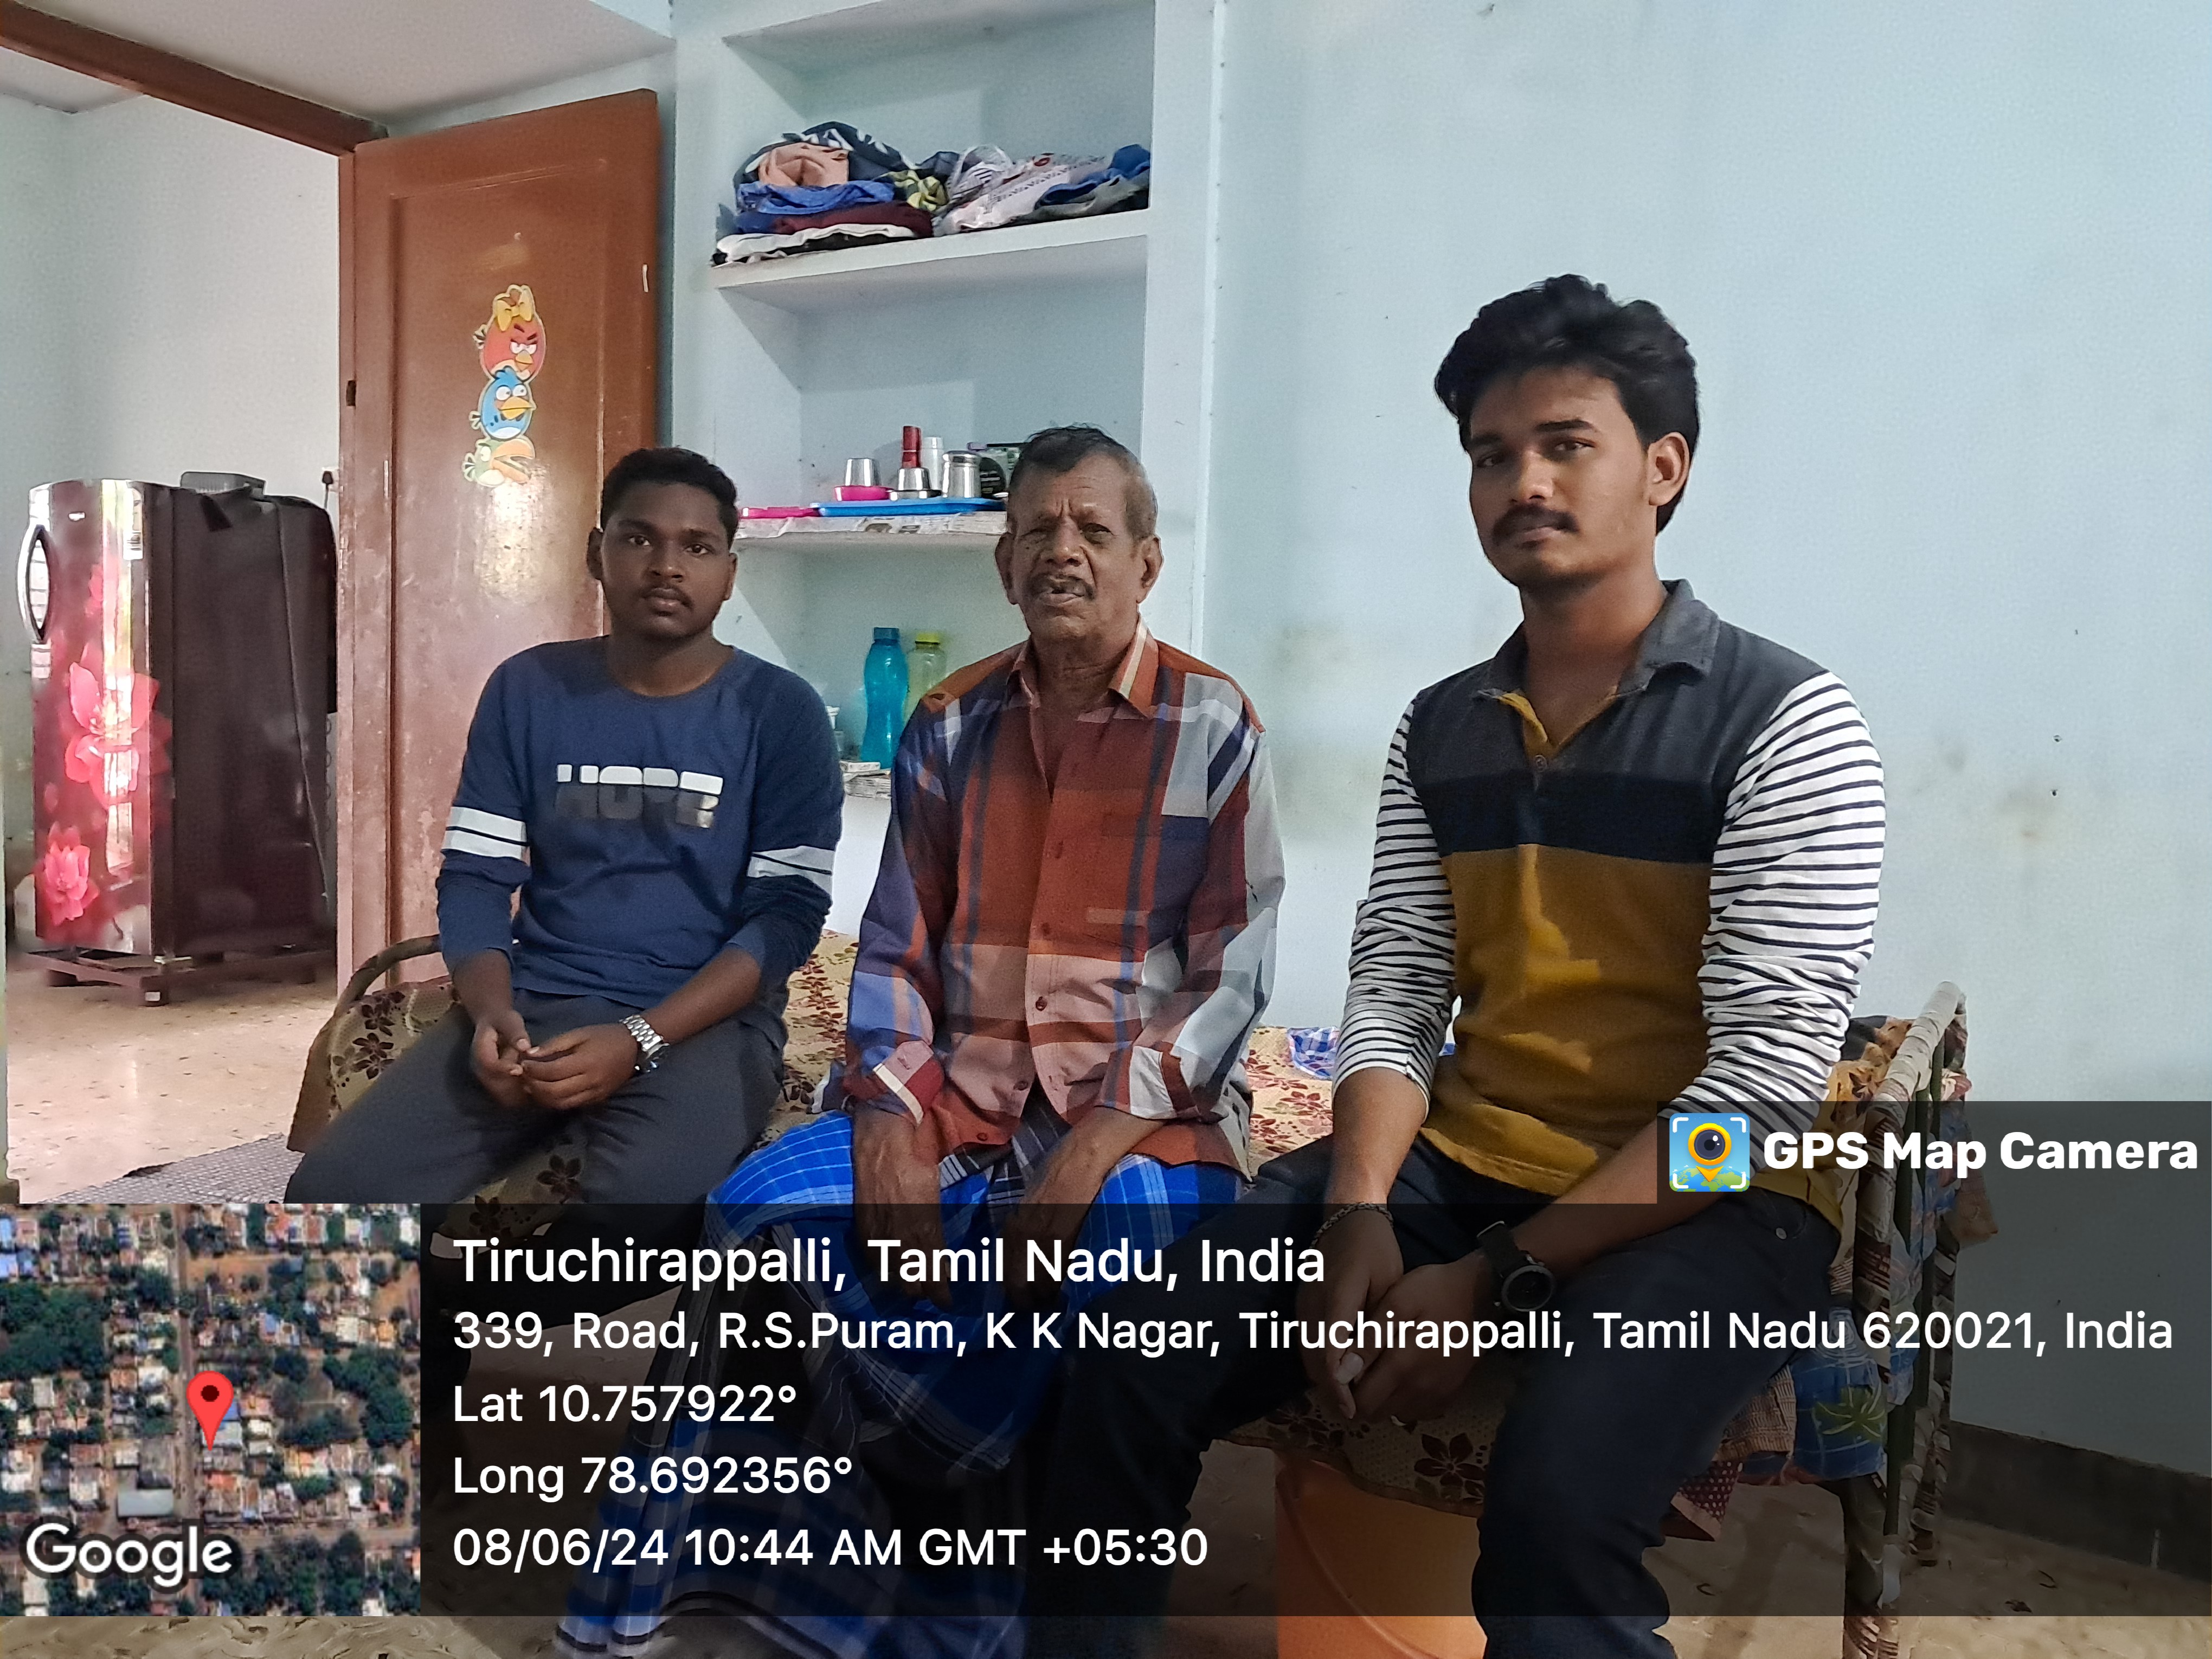 HOPE
GPS Map Camera
Tiruchirappalli, Tamil Nadu, India
339, Road, R.S.Puram, K K Nagar, Tiruchirappalli, Tamil Nadu 620021, India
Lat 10.757922°
Long 78.692356°
08/06/24 10:44 AM GMT +05:30
Google